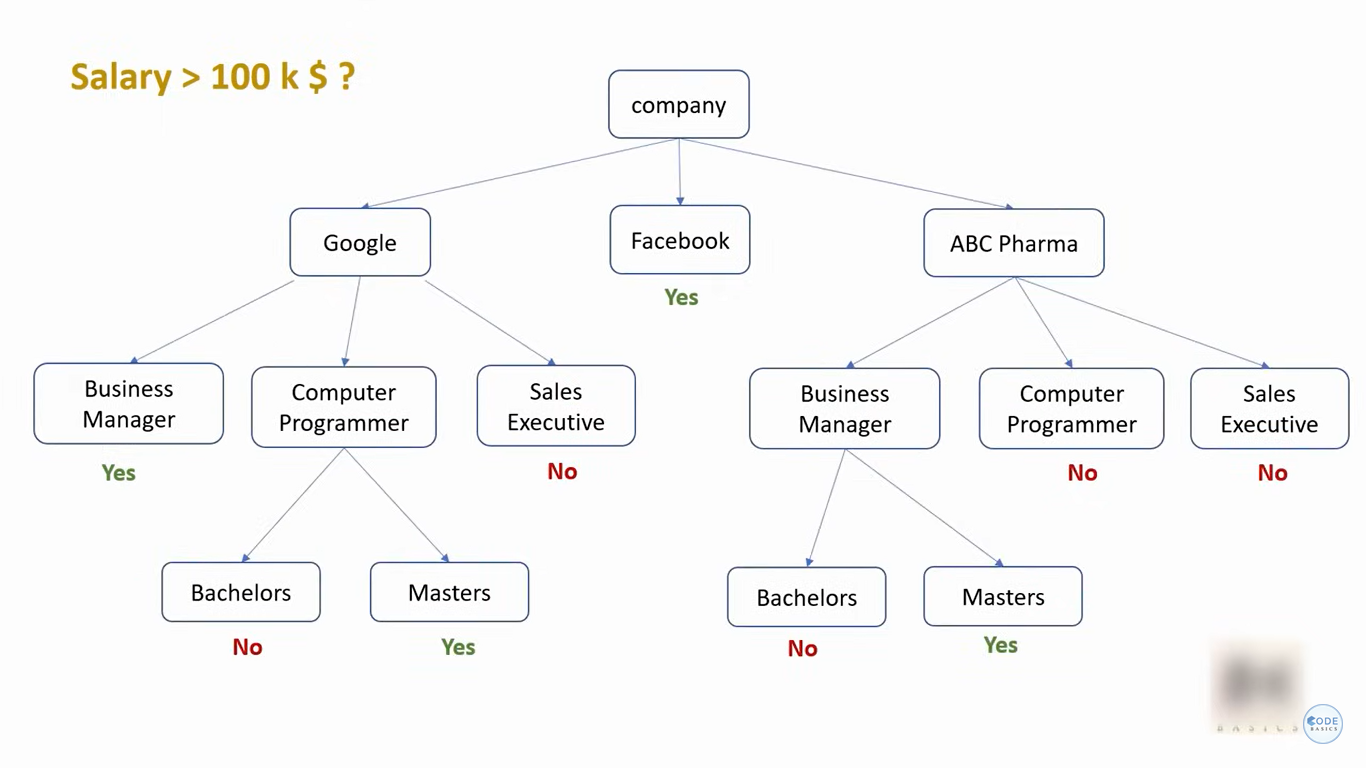 Salary > 100 k $ ?
company
Google
Facebook
ABC Pharma
Yes
Business
Manager
Computer
Programmer
Sales
Executive
Business
Manager
Computer
Programmer
Sales
Executive
Yes
No
No
No
Bachelors
Masters
Bachelors
Masters
No
Yes
No
Yes
CODE
BASICS
BASICS